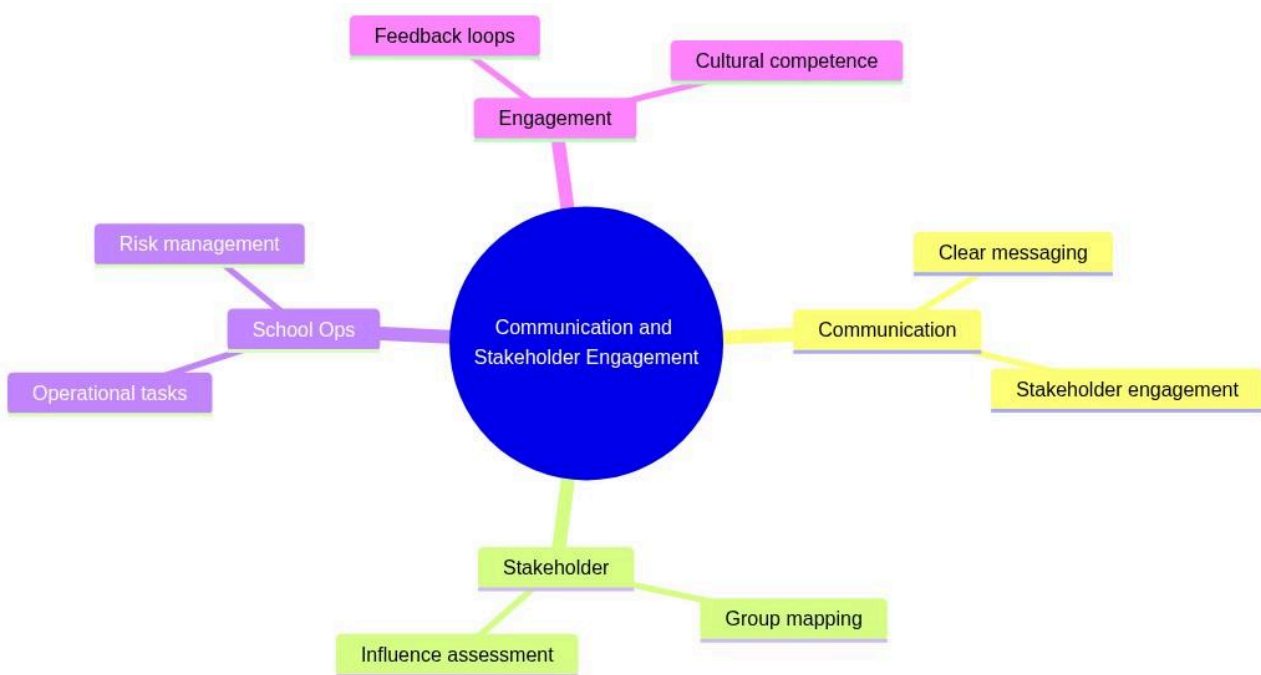 Feedback loops
Cultural competence
Engagement
Risk management
Clear messaging
School Ops
Communication and
Stakeholder Engagement
Communication
Operational tasks
Stakeholder engagement
Stakeholder
Group mapping
Influence assessment